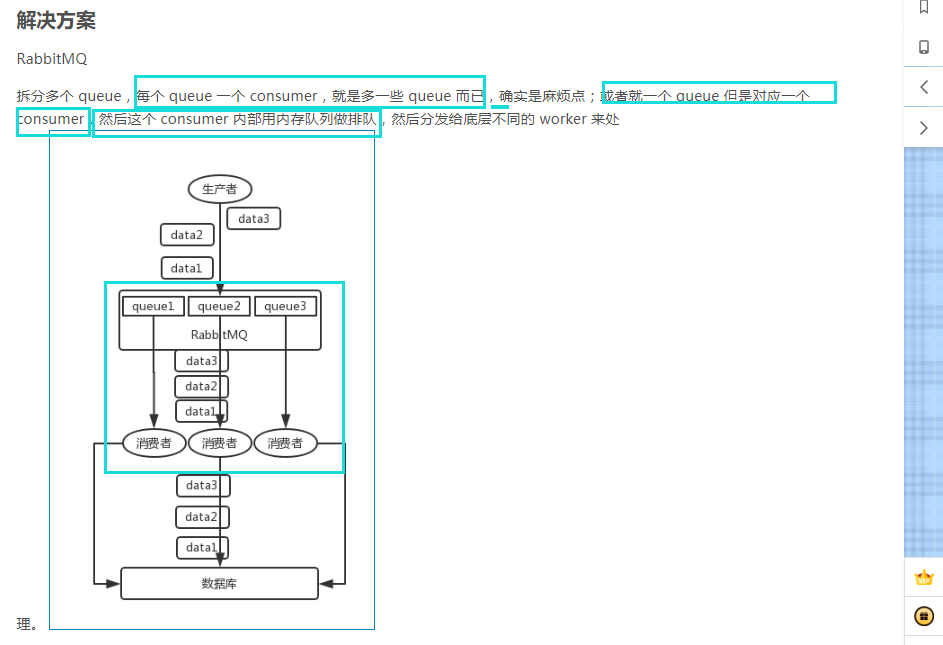 解决方案
RabbitMQ
拆分多个 queue，每个 queue 一个 consumer，就是多一些 queue 而已，确实是麻烦点；或者就一个 queue 但是对应一个
consumer，然后这个 consumer 内部用内存队列做排队，然后分发给底层不同的 worker 来处
生产者
data3
data2
data1
queue1 queue2 queue3
RabbitMQ
data3
data2
data1
消费者 消费者 消费者
data3
data2
data1
数据库
理。
VIP